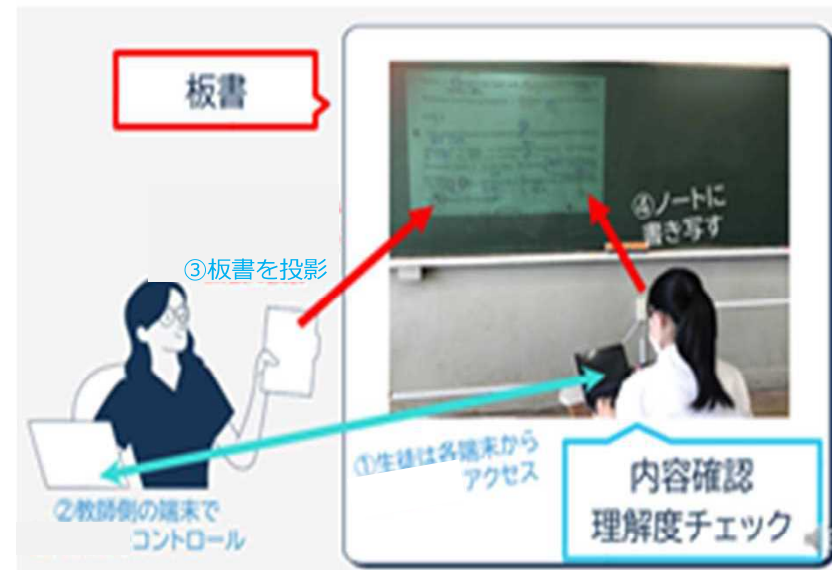 板書
④ノートに
書き写す
③板書を投影
①生徒は各端末から
アクセス
②教師側の端末で
コントロール
内容確認
理解度チェック